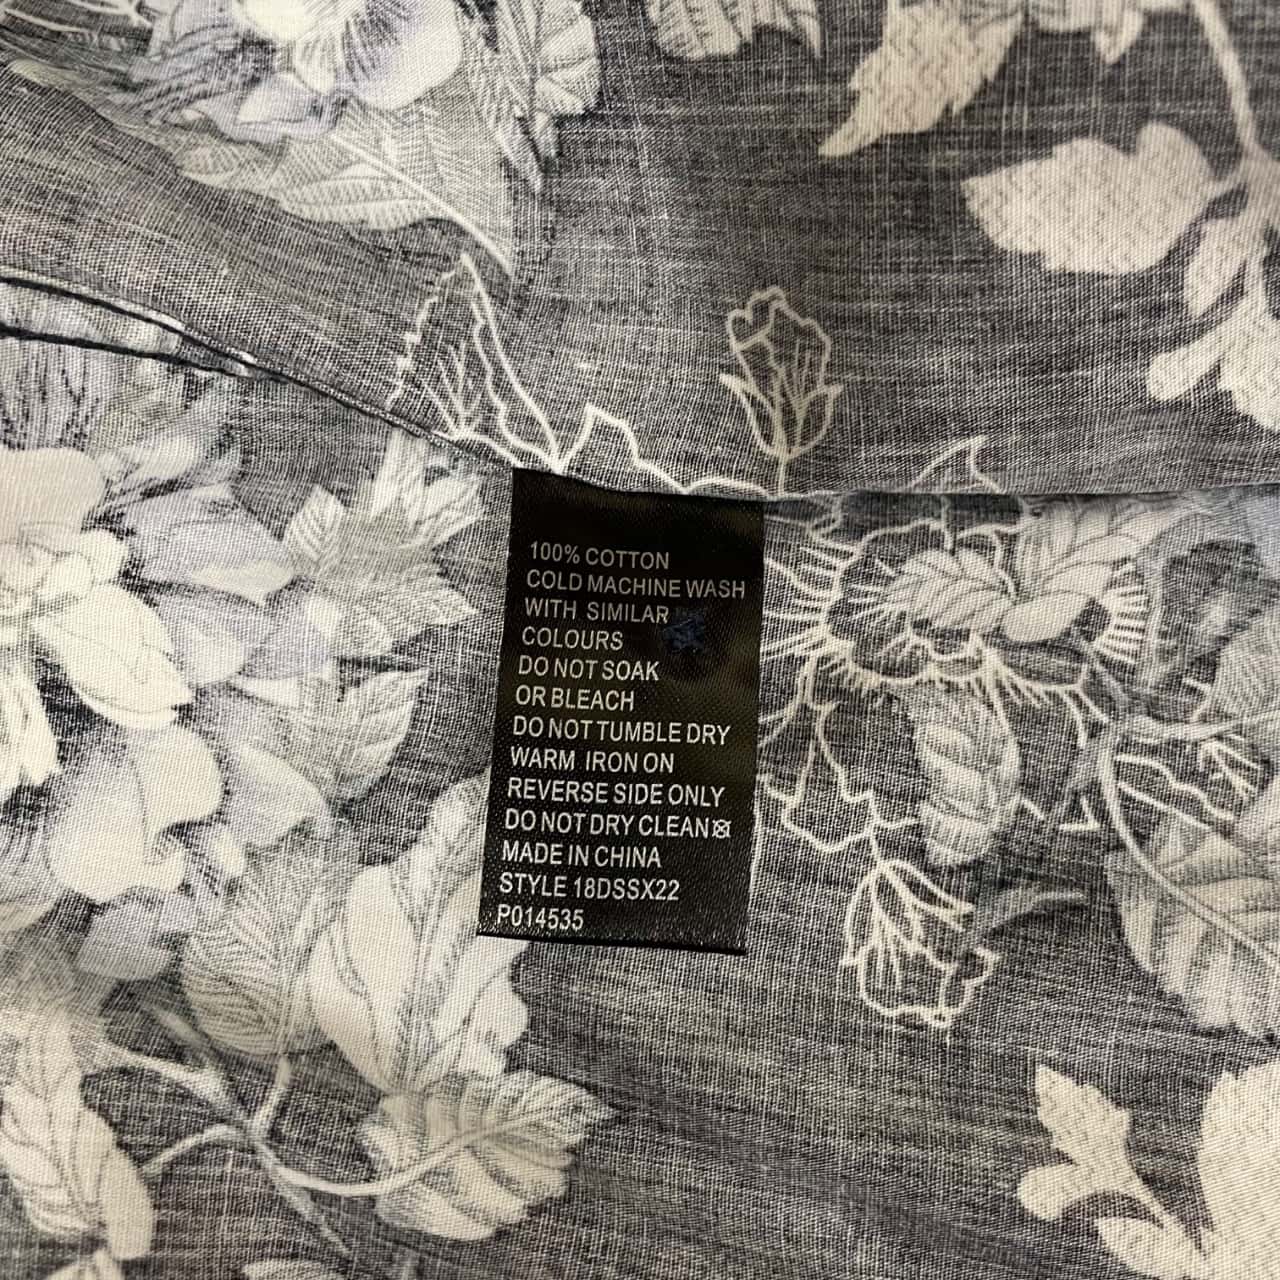 100% COTTON
COLD MACHINE WASH
WITH SIMILAR
COLOURS
DO NOT SOAK
OR BLEACH
DO NOT TUMBLE DRY
WARM IRON ON
REVERSE SIDE ONLY
DO NOT DRY CLEAN
MADE IN CHINA
STYLE 18DSSX22
P014535